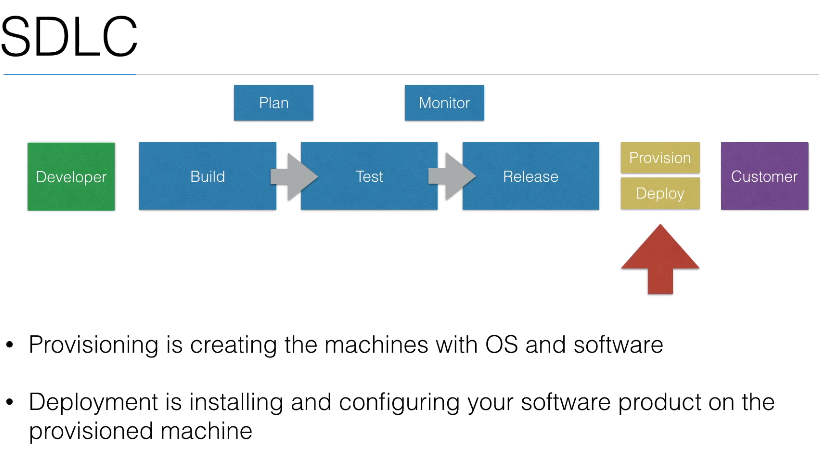 SDLC
Plan
Monitor
Developer
Build
Test
Release
Provision
Deploy
Customer
• Provisioning is creating the machines with OS and software
• Deployment is installing and configuring your software product on the
provisioned machine